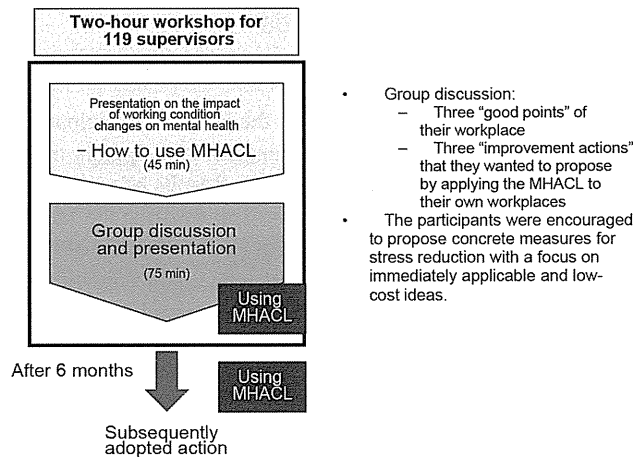 Two-hour workshop for
119 supervisors
Presentation on the impact
of working condition
changes on mental health
– How to use MHACL
(45 min)
Group discussion
and presentation
(75 min)
Using
MHACL
After 6 months
Using
MHACL
Subsequently
adopted action
• Group discussion:
– Three “good points” of
their workplace
– Three “improvement actions”
that they wanted to propose
by applying the MHACL to
their own workplaces
• The participants were encouraged
to propose concrete measures for
stress reduction with a focus on
immediately applicable and low-
cost ideas.